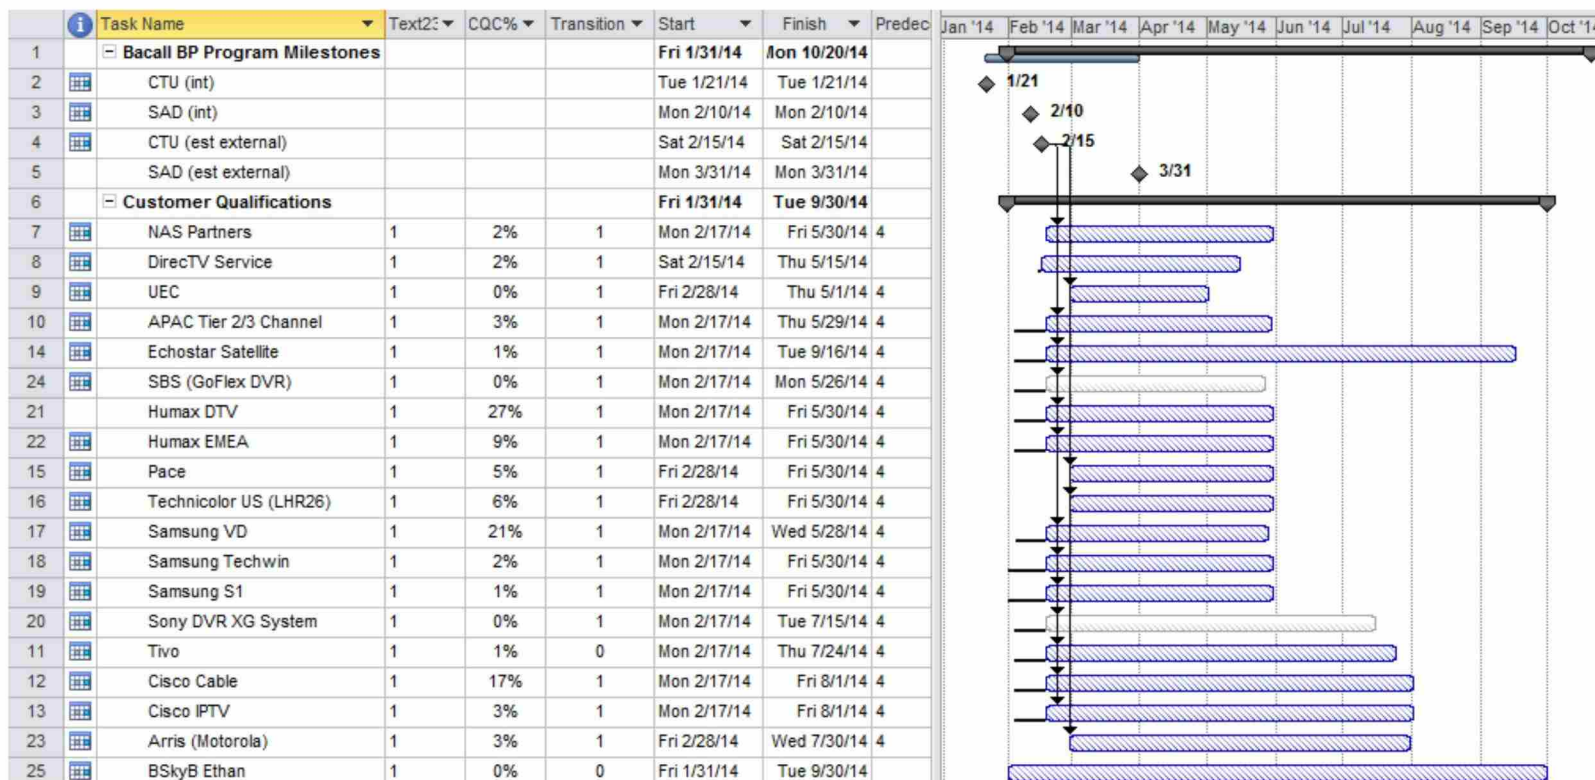 Task Name Text23 CQC% Transition Start Finish Predec Jan '14 Feb '14 Mar '14 Apr '14 May '14 Jun '14 Jul '14 Aug '14 Sep '14 Oct '14
1 Bacall BP Program Milestones Fri 1/31/14 Mon 10/20/14
2 CTU (int) Tue 1/21/14 Tue 1/21/14 1/21
3 SAD (int) Mon 2/10/14 Mon 2/10/14 2/10
4 CTU (est external) Sat 2/15/14 Sat 2/15/14 2/15
5 SAD (est external) Mon 3/31/14 Mon 3/31/14 3/31
6 Customer Qualifications Fri 1/31/14 Tue 9/30/14
7 NAS Partners 1 2% 1 Mon 2/17/14 Fri 5/30/14 4
8 DirecTV Service 1 2% 1 Sat 2/15/14 Thu 5/15/14
9 UEC 1 0% 1 Fri 2/28/14 Thu 5/1/14 4
10 APAC Tier 2/3 Channel 1 3% 1 Mon 2/17/14 Thu 5/29/14 4
14 Echostar Satellite 1 1% 1 Mon 2/17/14 Tue 9/16/14 4
24 SBS (GoFlex DVR) 1 0% 1 Mon 2/17/14 Mon 5/26/14 4
21 Humax DTV 1 27% 1 Mon 2/17/14 Fri 5/30/14 4
22 Humax EMEA 1 9% 1 Mon 2/17/14 Fri 5/30/14 4
15 Pace 1 5% 1 Fri 2/28/14 Fri 5/30/14 4
16 Technicolor US (LHR26) 1 6% 1 Fri 2/28/14 Fri 5/30/14 4
17 Samsung VD 1 21% 1 Mon 2/17/14 Wed 5/28/14 4
18 Samsung Techwin 1 2% 1 Mon 2/17/14 Fri 5/30/14 4
19 Samsung S1 1 1% 1 Mon 2/17/14 Fri 5/30/14 4
20 Sony DVR XG System 1 0% 1 Mon 2/17/14 Tue 7/15/14 4
11 Tivo 1 1% 0 Mon 2/17/14 Thu 7/24/14 4
12 Cisco Cable 1 17% 1 Mon 2/17/14 Fri 8/1/14 4
13 Cisco IPTV 1 3% 1 Mon 2/17/14 Fri 8/1/14 4
23 Arris (Motorola) 1 3% 1 Fri 2/28/14 Wed 7/30/14 4
25 BSkyB Ethan 1 0% 0 Fri 1/31/14 Tue 9/30/14